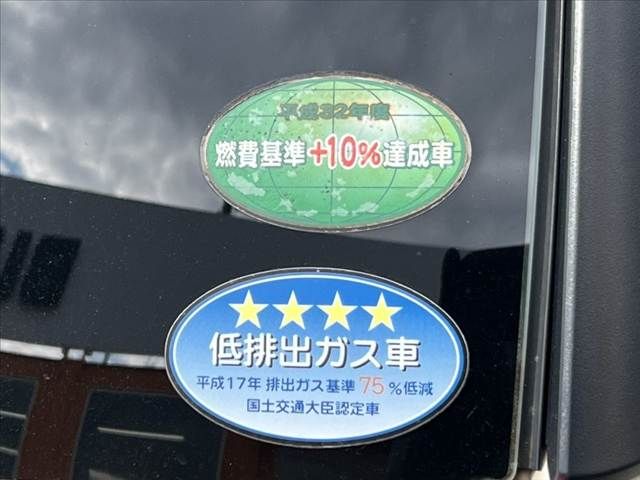 平成32年度
燃費基準+10%達成車
低排出ガス車
平成17年 排出ガス基準 75 %低減
国土交通大臣認定車